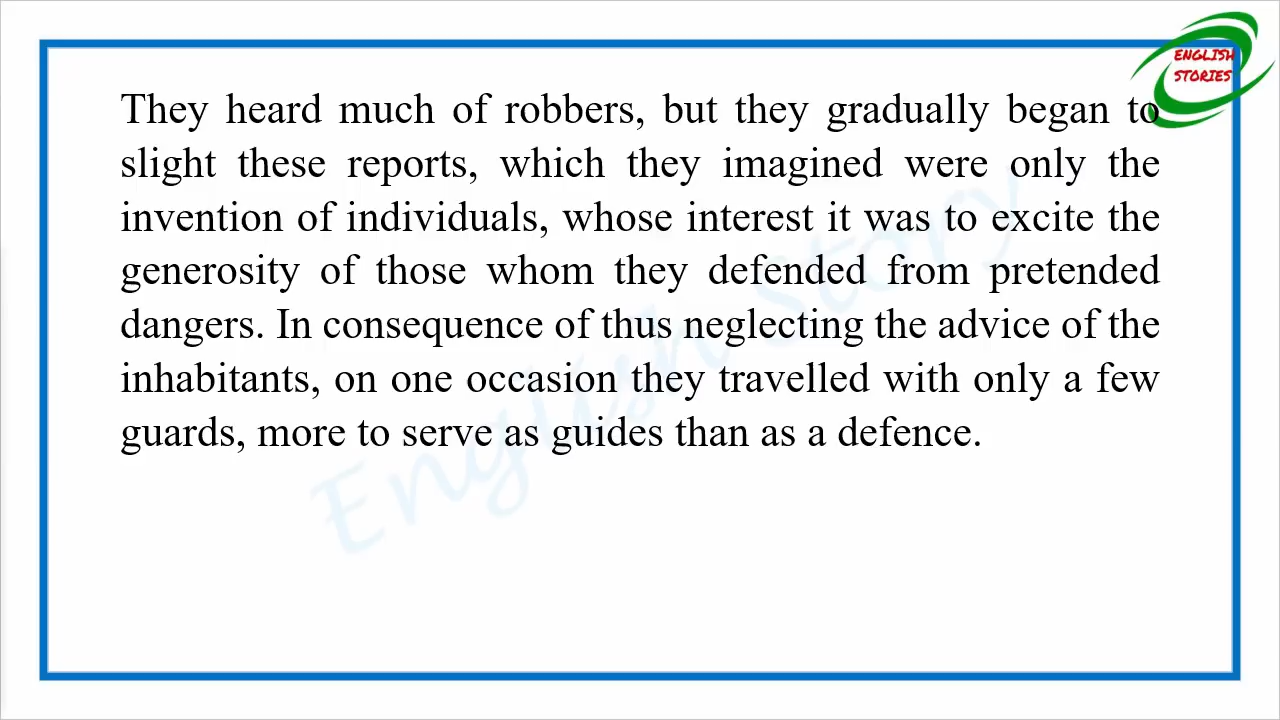 ENGLISH
STORIES
They heard much of robbers, but they gradually began to
slight these reports, which they imagined were only the
invention of individuals, whose interest it was to excite the
generosity of those whom they defended from pretended
dangers. In consequence of thus neglecting the advice of the
inhabitants, on one occasion they travelled with only a few
guards, more to serve as guides than as a defence.
English Story